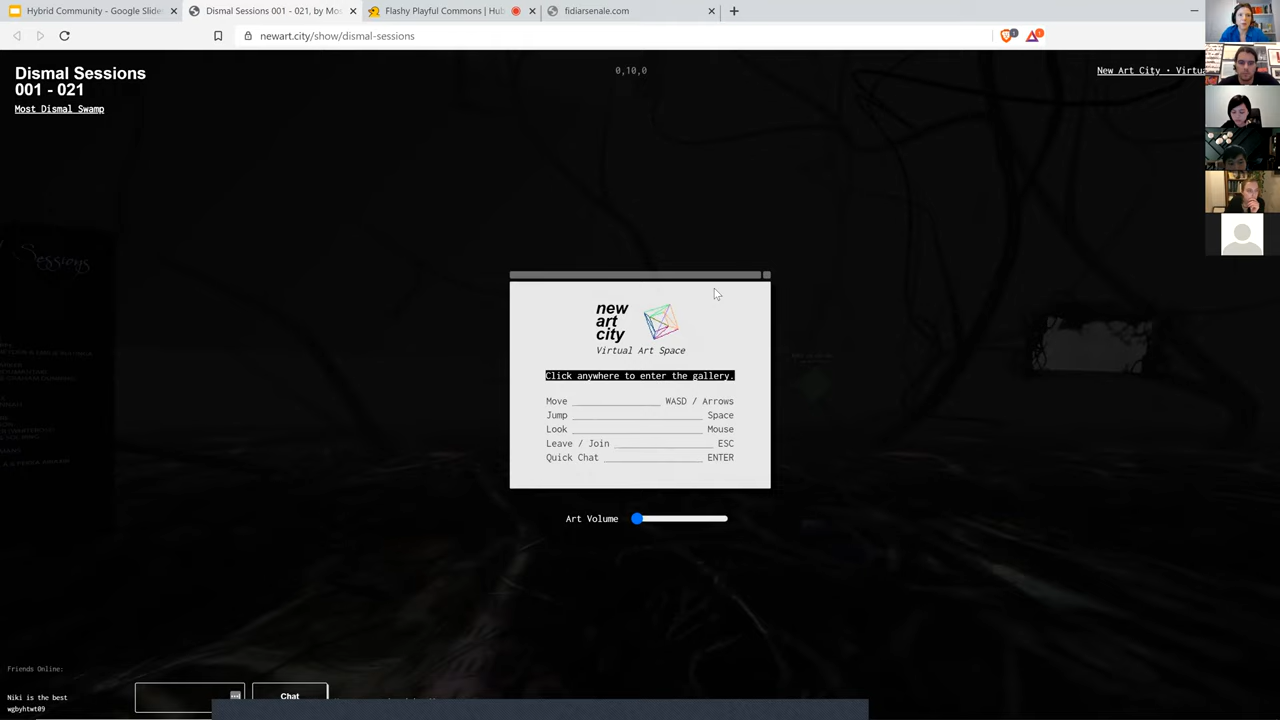 Hybrid Community - Google Slide
Dismal Sessions 001 - 021, by Mos
Flashy Playful Commons | Hub
fidiarsenale.com
newart.city/show/dismal-sessions
Dismal Sessions
001 - 021
Most Dismal Swamp
0,10,0
New Art City • Virtu
Sessions
new
art
city
Virtual Art Space
Click anywhere to enter the gallery.
Move WASD / Arrows
Jump Space
Look Mouse
Leave / Join ESC
Quick Chat ENTER
Art Volume
Friends Online:
Niki is the best
wgbyhtwt09
Chat